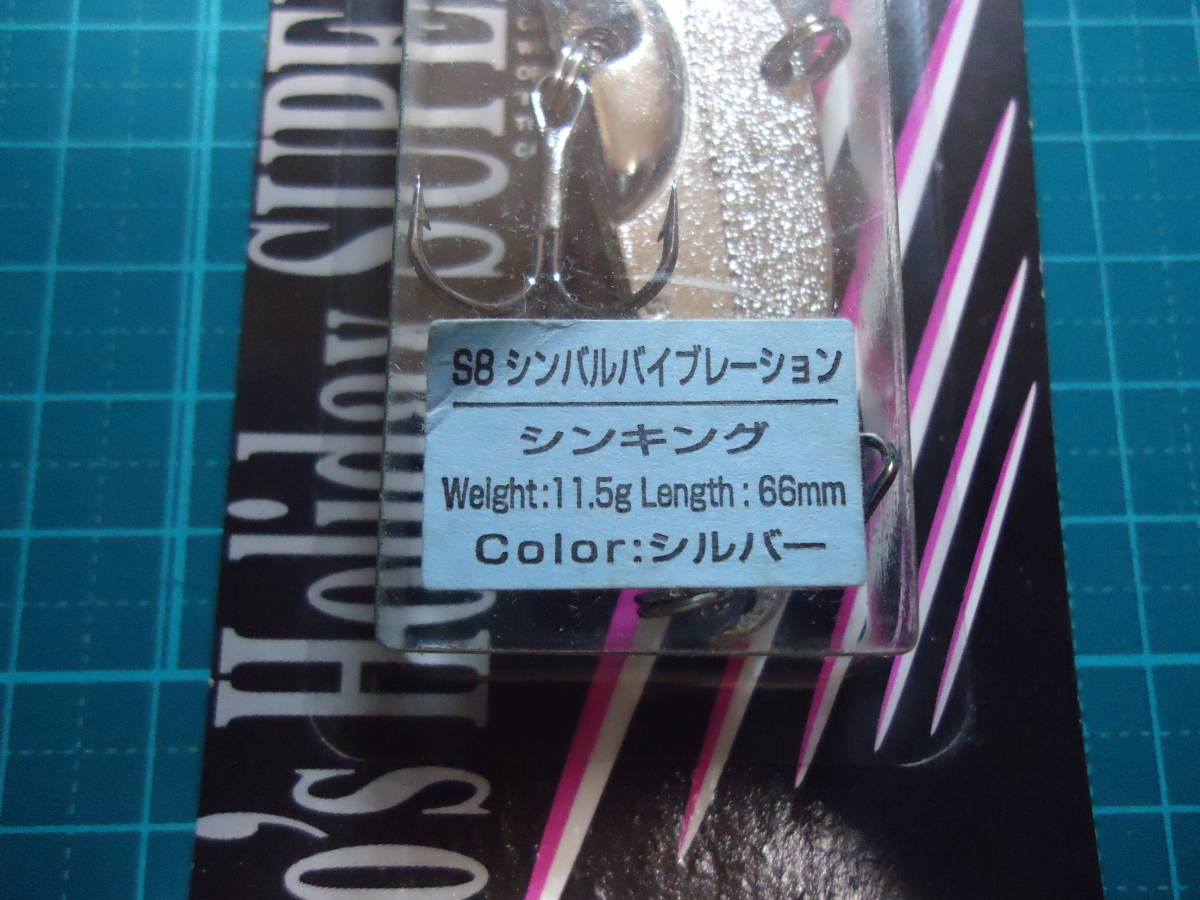 S8 シンバルバイブレーション
シンキング
Weight:11.5g Length:66mm
Color:シルバー
o's Holiday SUPE